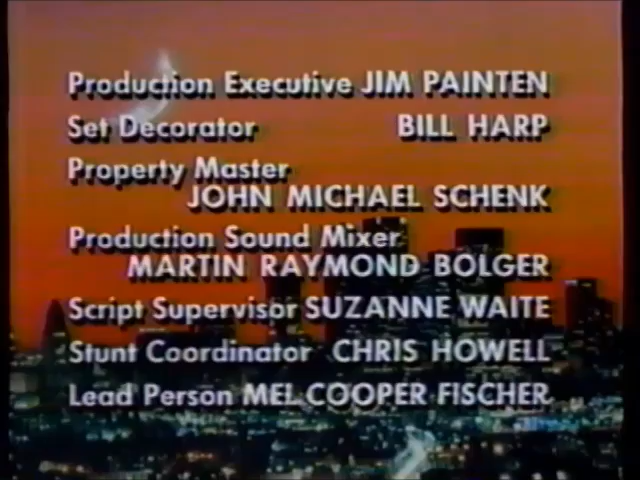 Production Executive JIM PAINTEN
Set Decorator BILL HARP
Property Master
JOHN MICHAEL SCHENK
Production Sound Mixer
MARTIN RAYMOND BOLGER
Script Supervisor SUZANNE WAITE
Stunt Coordinator CHRIS HOWELL
Lead Person MEL COOPER FISCHER